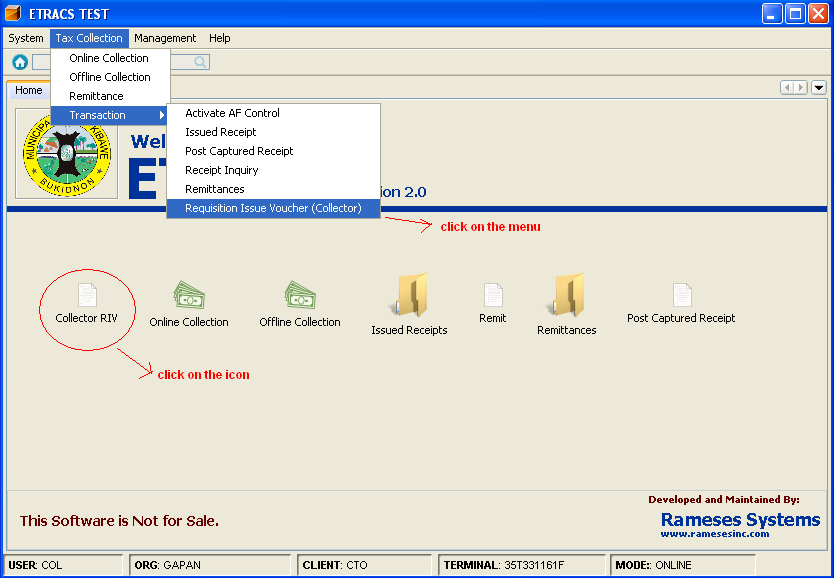 ETRACS TEST
System Tax Collection Management Help
Online Collection
Offline Collection
Remittance
Transaction
Home
Activate AF Control
Issued Receipt
Post Captured Receipt
Receipt Inquiry
Remittances
Requisition Issue Voucher (Collector)
Wel
ET
ion 2.0
KIBAWE
BUKIDNON
click on the menu
Collector RIV
Online Collection
Offline Collection
Issued Receipts
Remit
Remittances
Post Captured Receipt
click on the icon
Developed and Maintained By:
This Software is Not for Sale.
Rameses Systems
www.ramesesinc.com
USER: COL
ORG: GAPAN
CLIENT: CTO
TERMINAL: 35T331161F
MODE:: ONLINE